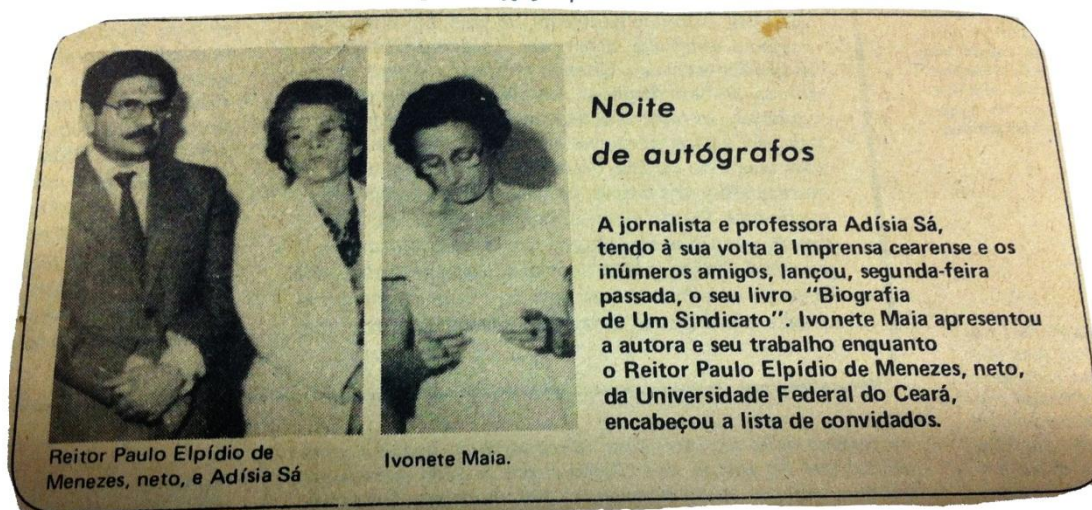 Noite
de autógrafos
A jornalista e professora Adísia Sá,
tendo à sua volta a Imprensa cearense e os
inúmeros amigos, lançou, segunda-feira
passada, o seu livro "Biografia
de Um Sindicato". Ivonete Maia apresentou
a autora e seu trabalho enquanto
o Reitor Paulo Elpídio de Menezes, neto,
da Universidade Federal do Ceará,
encabeçou a lista de convidados.
Reitor Paulo Elpídio de
Menezes, neto, e Adísia Sá
Ivonete Maia.